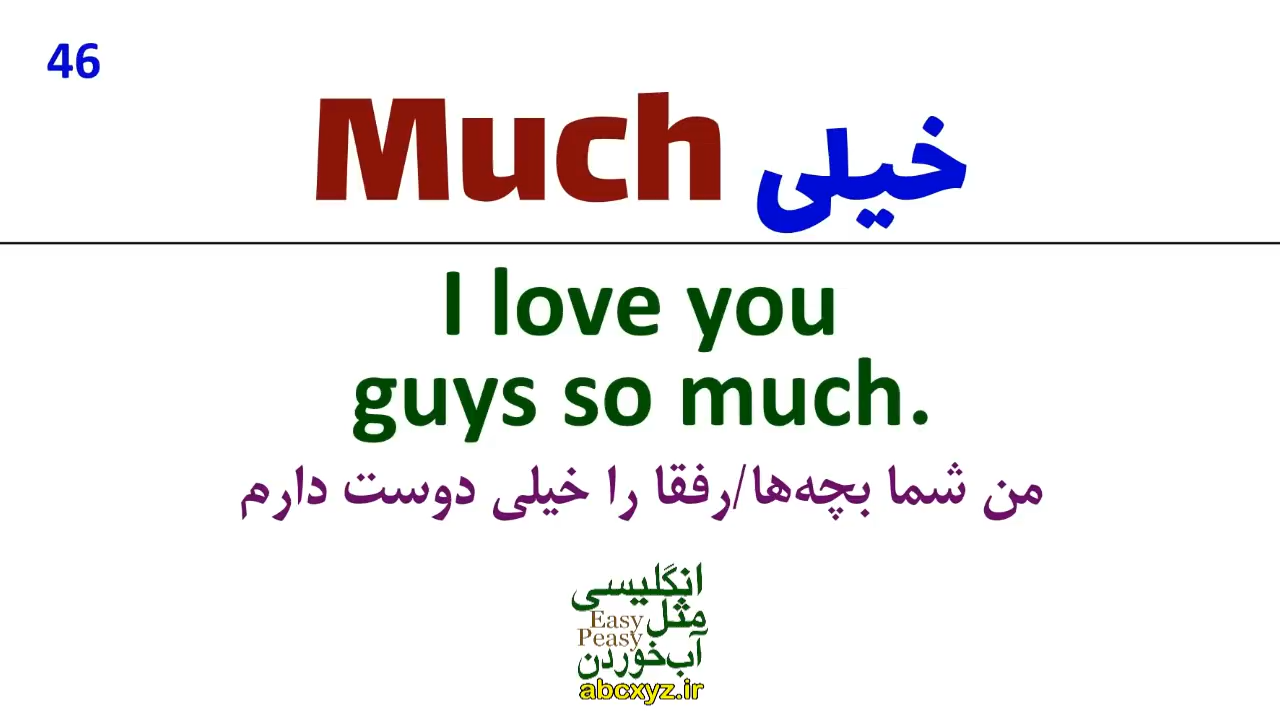 46
Much خیلی
I love you
guys so much.
من شما بچه‌ها/رفقا را خیلی دوست دارم
انگلیسی
مثل
Easy
Peasy
آب‌خوردن
abcxyz.ir